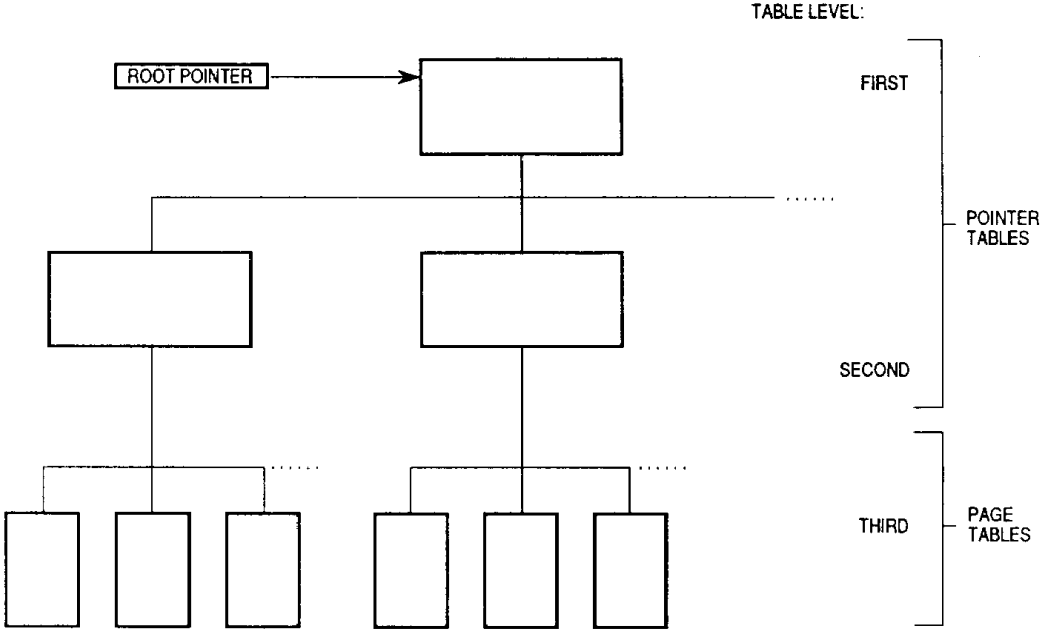 TABLE LEVEL:
ROOT POINTER
FIRST
POINTER
TABLES
SECOND
THIRD
PAGE
TABLES